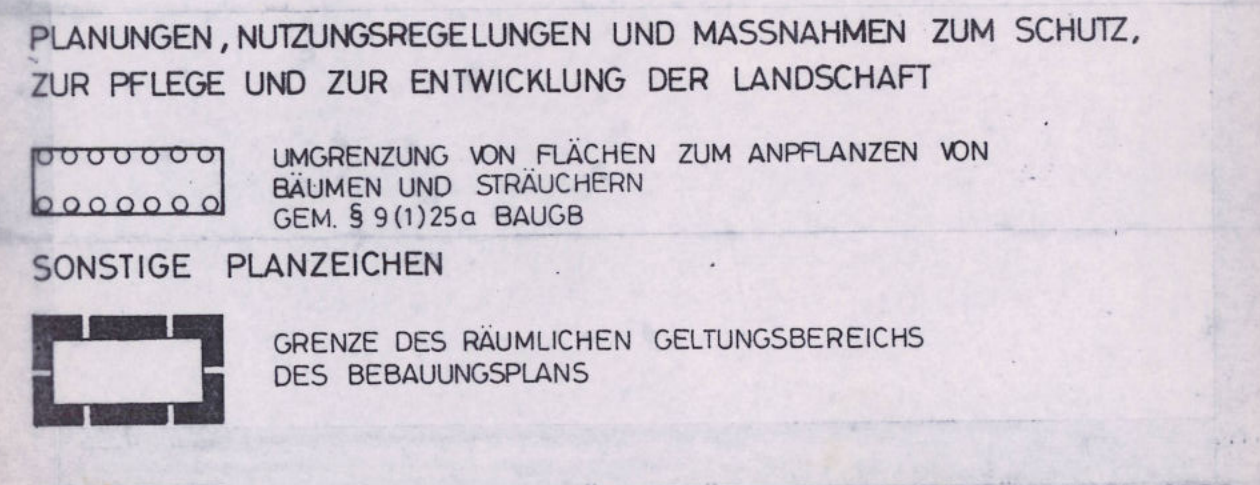 PLANUNGEN, NUTZUNGSREGELUNGEN UND MASSNAHMEN ZUM SCHUTZ,
ZUR PFLEGE UND ZUR ENTWICKLUNG DER LANDSCHAFT
UMGRENZUNG VON FLÄCHEN ZUM ANPFLANZEN VON
BÄUMEN UND STRÄUCHERN
GEM. § 9(1)25a BAUGB
SONSTIGE PLANZEICHEN
GRENZE DES RÄUMLICHEN GELTUNGSBEREICHS
DES BEBAUUNGSPLANS